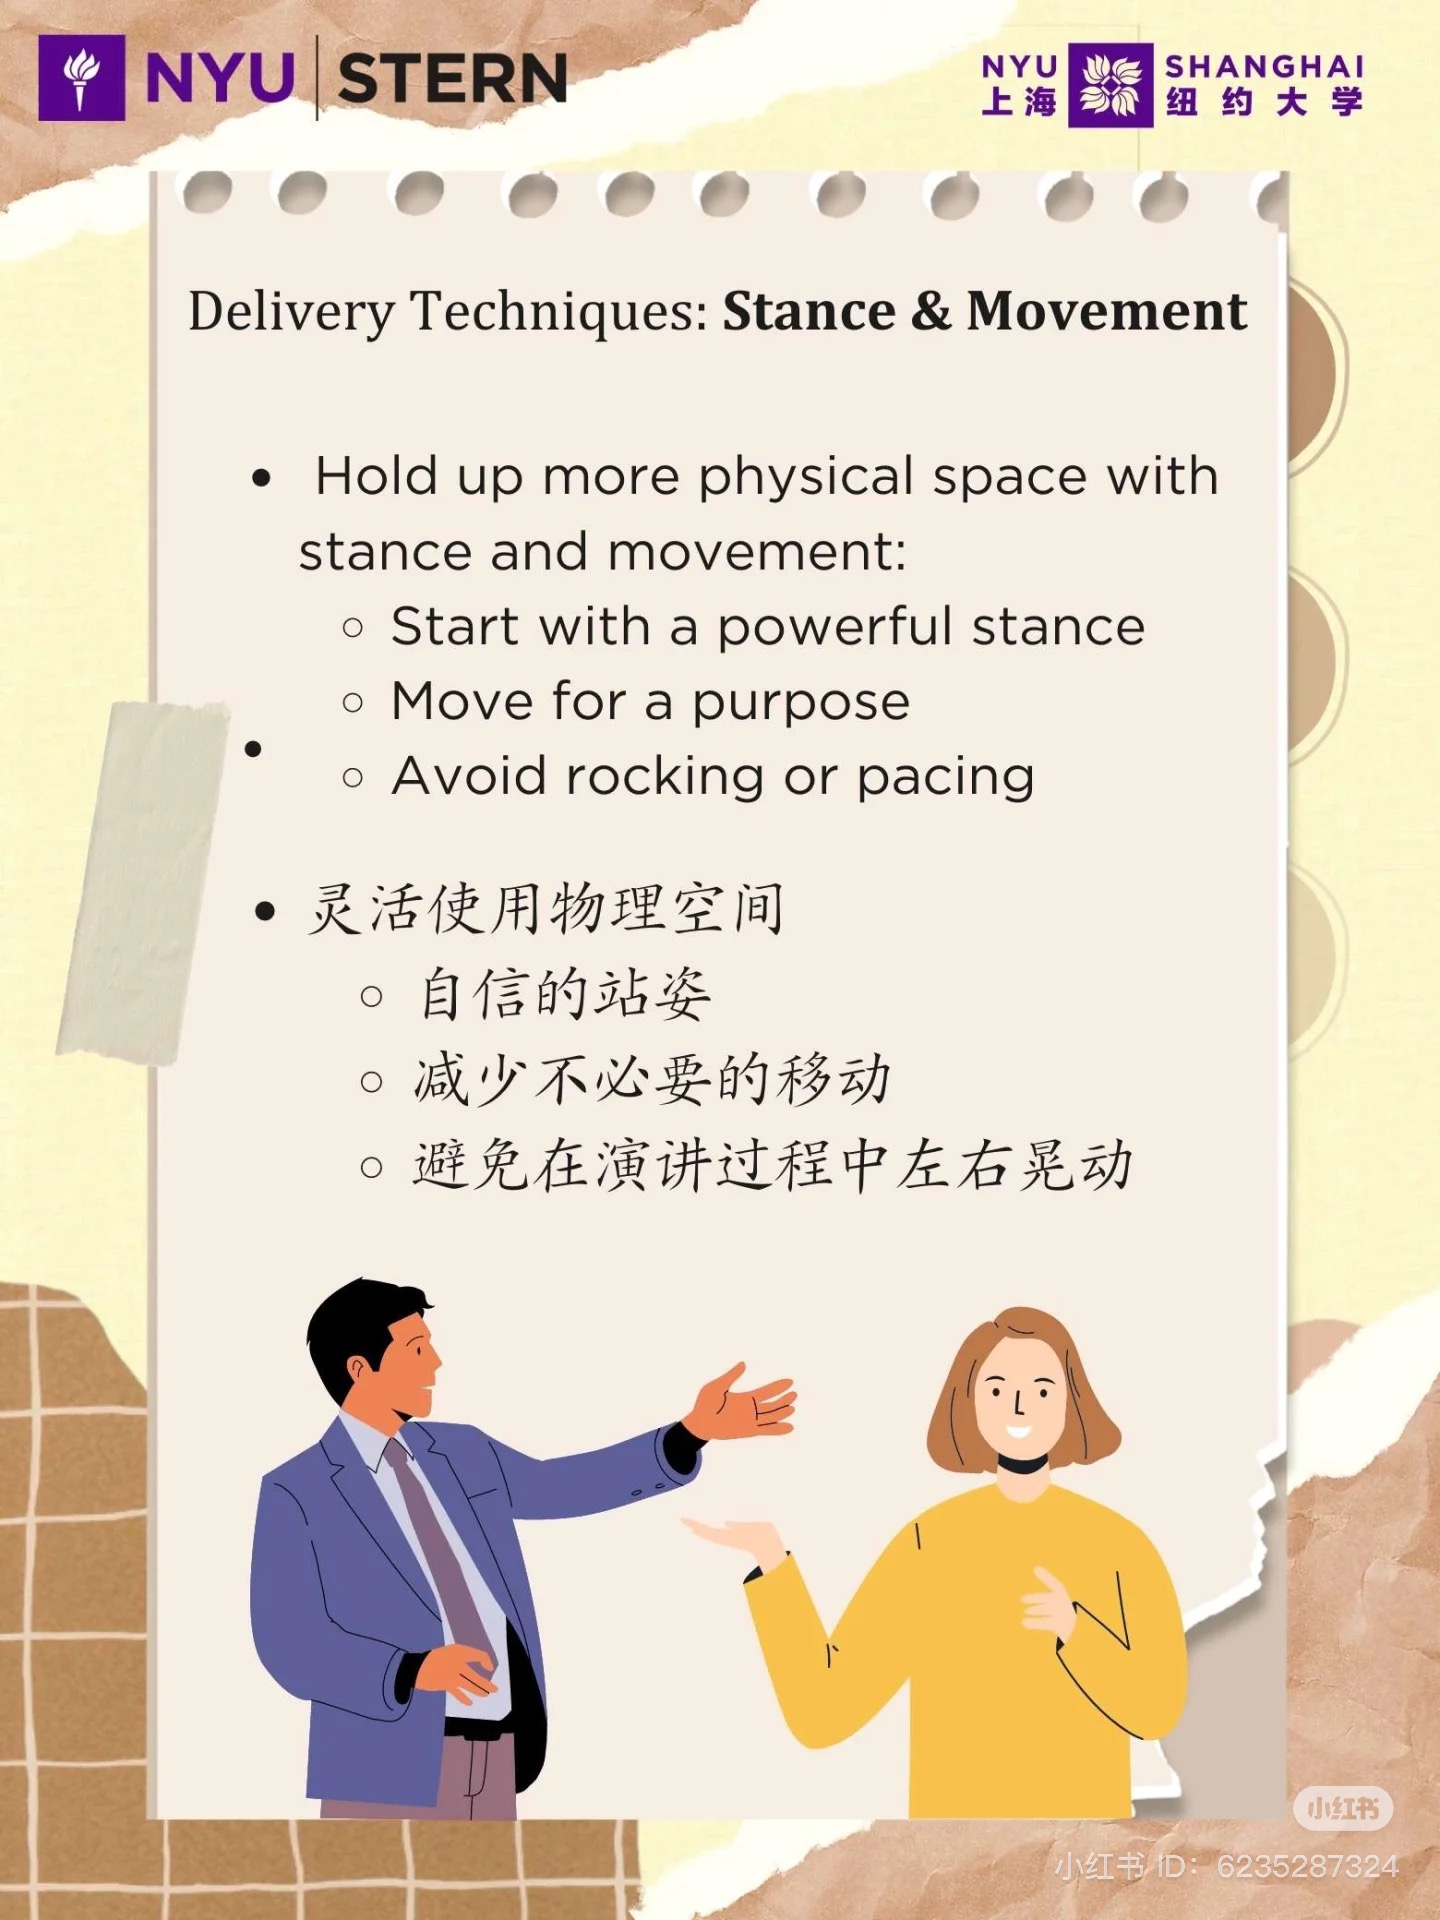 NYU | STERN
NYU SHANGHAI
上海 纽约大学
Delivery Techniques: Stance & Movement
• Hold up more physical space with
stance and movement:
○ Start with a powerful stance
○ Move for a purpose
•
○ Avoid rocking or pacing
• 灵活使用物理空间
○ 自信的站姿
○ 减少不必要的移动
○ 避免在演讲过程中左右晃动
小红书
小红书 ID：6235287324